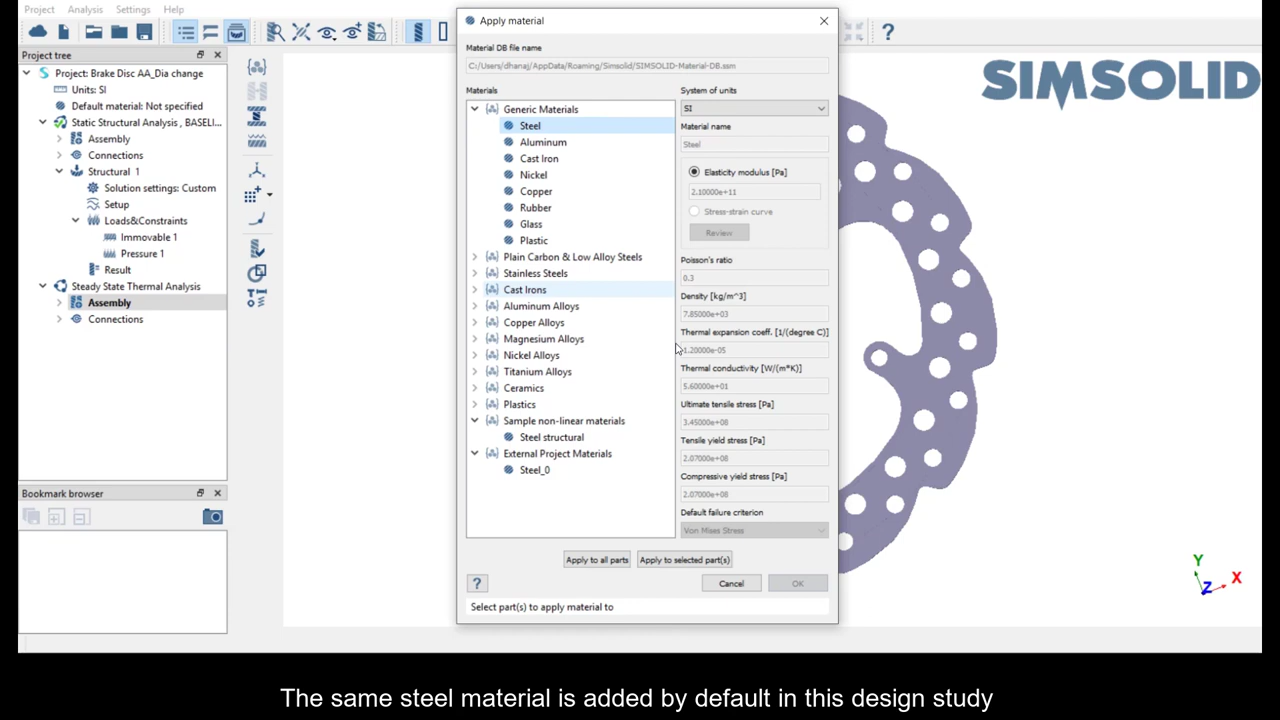 Project Analysis Settings Help
Project tree
Project: Brake Disc AA_Dia change
Units: SI
Default material: Not specified
Static Structural Analysis , BASELI...
Assembly
Connections
Structural 1
Solution settings: Custom
Setup
Loads&Constraints
Immovable 1
Pressure 1
Result
Steady State Thermal Analysis
Assembly
Connections
Bookmark browser
Apply material
Material DB file name
C:/Users/dhanaj/AppData/Roaming/Simsolid/SIMSOLID-Material-DB.ssm
Materials
Generic Materials
Steel
Aluminum
Cast Iron
Nickel
Copper
Rubber
Glass
Plastic
Plain Carbon & Low Alloy Steels
Stainless Steels
Cast Irons
Aluminum Alloys
Copper Alloys
Magnesium Alloys
Nickel Alloys
Titanium Alloys
Ceramics
Plastics
Sample non-linear materials
Steel structural
External Project Materials
Steel_0
System of units
SI
Material name
Steel
Elasticity modulus [Pa]
2.10000e+11
Stress-strain curve
Review
Poisson's ratio
0.3
Density [kg/m^3]
7.85000e+03
Thermal expansion coeff. [1/(degree C)]
1.20000e-05
Thermal conductivity [W/(m*K)]
5.60000e+01
Ultimate tensile stress [Pa]
3.45000e+08
Tensile yield stress [Pa]
2.07000e+08
Compressive yield stress [Pa]
2.07000e+08
Default failure criterion
Von Mises Stress
Apply to all parts Apply to selected part(s)
? Cancel OK
Select part(s) to apply material to
?
SIMSOLID
Y
X
Z
The same steel material is added by default in this design study